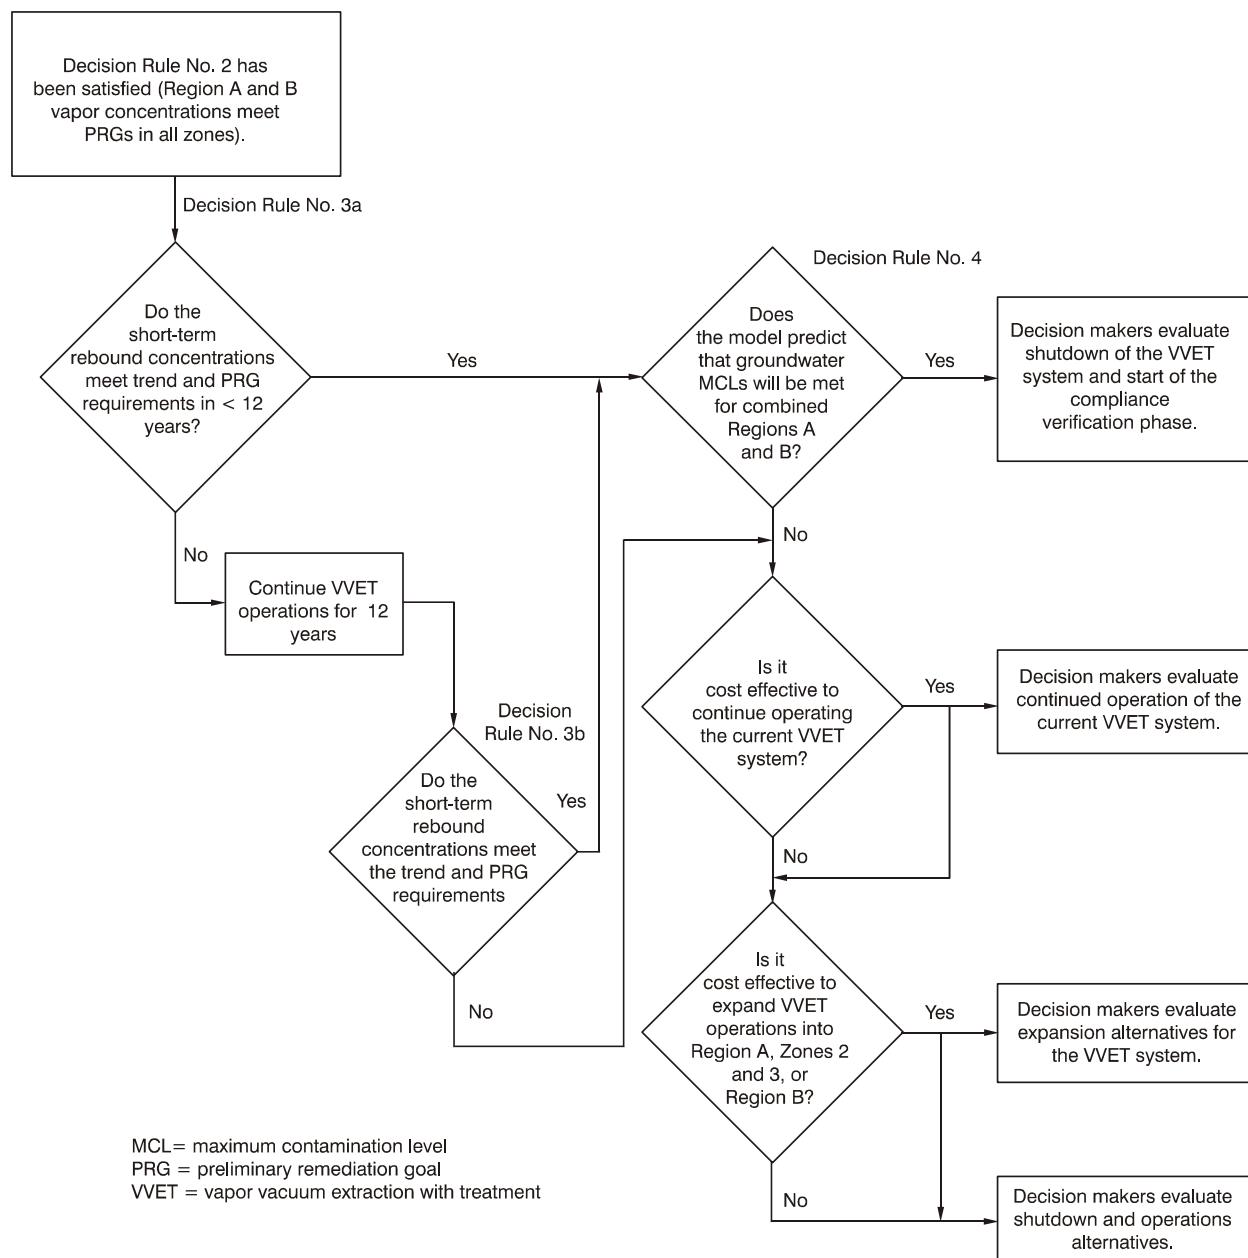 Decision Rule No. 2 has
been satisfied (Region A and B
vapor concentrations meet
PRGs in all zones).
Decision Rule No. 3a
Do the
short-term
rebound concentrations
meet trend and PRG
requirements in < 12
years?
Yes
No
Continue VVET
operations for 12
years
Decision
Rule No. 3b
Do the
short-term
rebound
concentrations meet
the trend and PRG
requirements
Yes
No
Decision Rule No. 4
Does
the model predict
that groundwater
MCLs will be met
for combined
Regions A
and B?
Yes
Decision makers evaluate
shutdown of the VVET
system and start of the
compliance
verification phase.
No
Is it
cost effective to
continue operating
the current VVET
system?
Yes
Decision makers evaluate
continued operation of the
current VVET system.
No
Is it
cost effective to
expand VVET
operations into
Region A, Zones 2
and 3, or
Region B?
Yes
Decision makers evaluate
expansion alternatives for
the VVET system.
No
Decision makers evaluate
shutdown and operations
alternatives.
MCL= maximum contamination level
PRG = preliminary remediation goal
VVET = vapor vacuum extraction with treatment